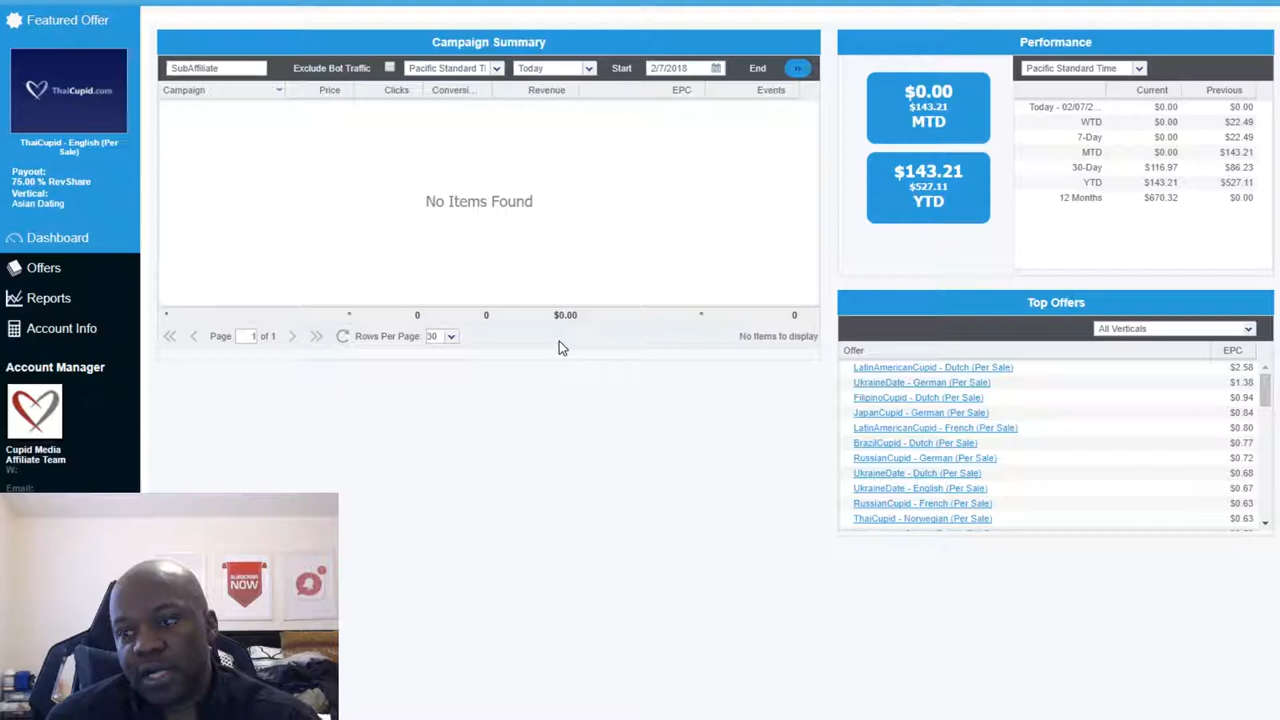 Featured Offer
ThaiCupid.com
ThaiCupid - English (Per
Sale)
Payout:
75.00 % RevShare
Vertical:
Asian Dating
Dashboard
Offers
Reports
Account Info
Account Manager
Cupid Media
Affiliate Team
W:
Email:
Campaign Summary
SubAffiliate Exclude Bot Traffic Pacific Standard Ti Today Start 2/7/2018 End »
Campaign Price Clicks Conversi... Revenue EPC Events
No Items Found
* * 0 0 $0.00 * 0
Page 1 of 1 Rows Per Page: 30 No Items to display
Performance
$0.00
$143.21
MTD
$143.21
$527.11
YTD
Pacific Standard Time
Current Previous
Today - 02/07/2... $0.00 $0.00
WTD $0.00 $22.49
7-Day $0.00 $22.49
MTD $0.00 $143.21
30-Day $116.97 $86.23
YTD $143.21 $527.11
12 Months $670.32 $0.00
Top Offers
All Verticals
Offer EPC
LatinAmericanCupid - Dutch (Per Sale) $2.58
UkraineDate - German (Per Sale) $1.38
FilipinoCupid - Dutch (Per Sale) $0.94
JapanCupid - German (Per Sale) $0.84
LatinAmericanCupid - French (Per Sale) $0.80
BrazilCupid - Dutch (Per Sale) $0.77
RussianCupid - German (Per Sale) $0.72
UkraineDate - Dutch (Per Sale) $0.68
UkraineDate - English (Per Sale) $0.67
RussianCupid - French (Per Sale) $0.63
ThaiCupid - Norwegian (Per Sale) $0.63
SUBSCRIBE
NOW